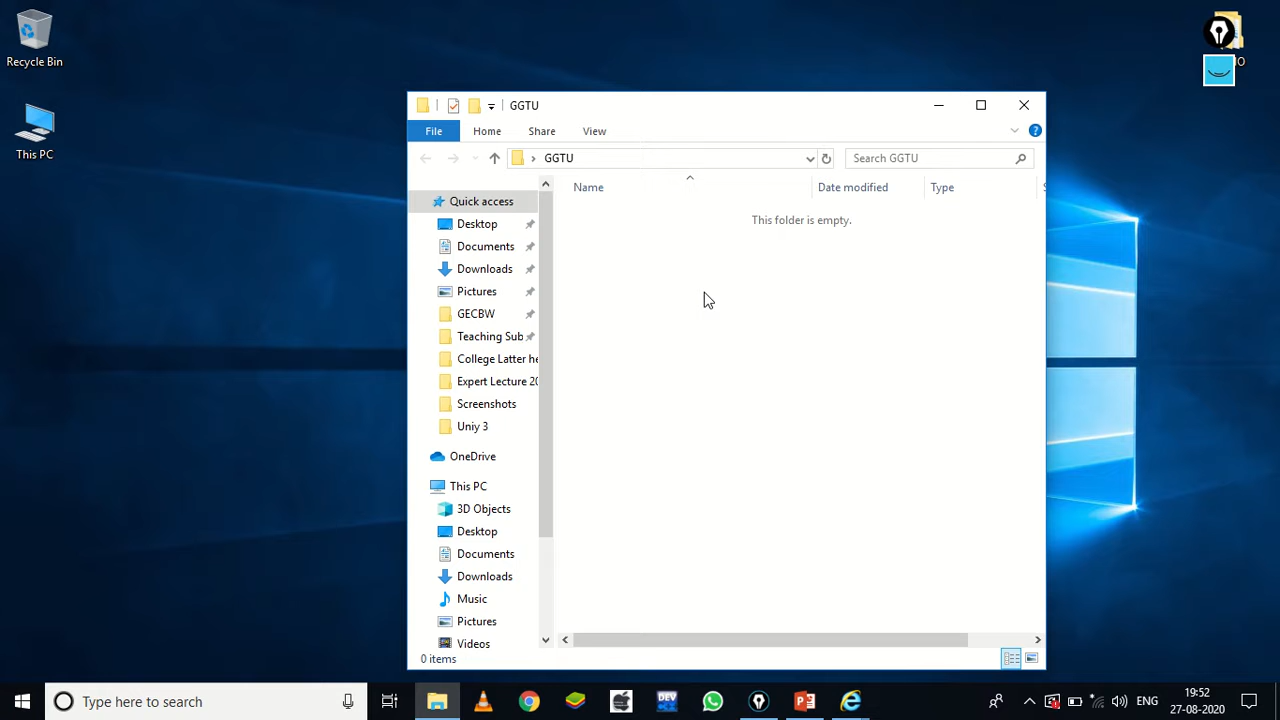 Recycle Bin
This PC
GGTU
File
Home
Share
View
GGTU
Search GGTU
Name
Date modified
Type
This folder is empty.
Quick access
Desktop
Documents
Downloads
Pictures
GECBW
Teaching Sub
College Latter he
Expert Lecture 20
Screenshots
Uniy 3
OneDrive
This PC
3D Objects
Desktop
Documents
Downloads
Music
Pictures
Videos
0 items
Type here to search
DEV
ENG
19:52
27-08-2020